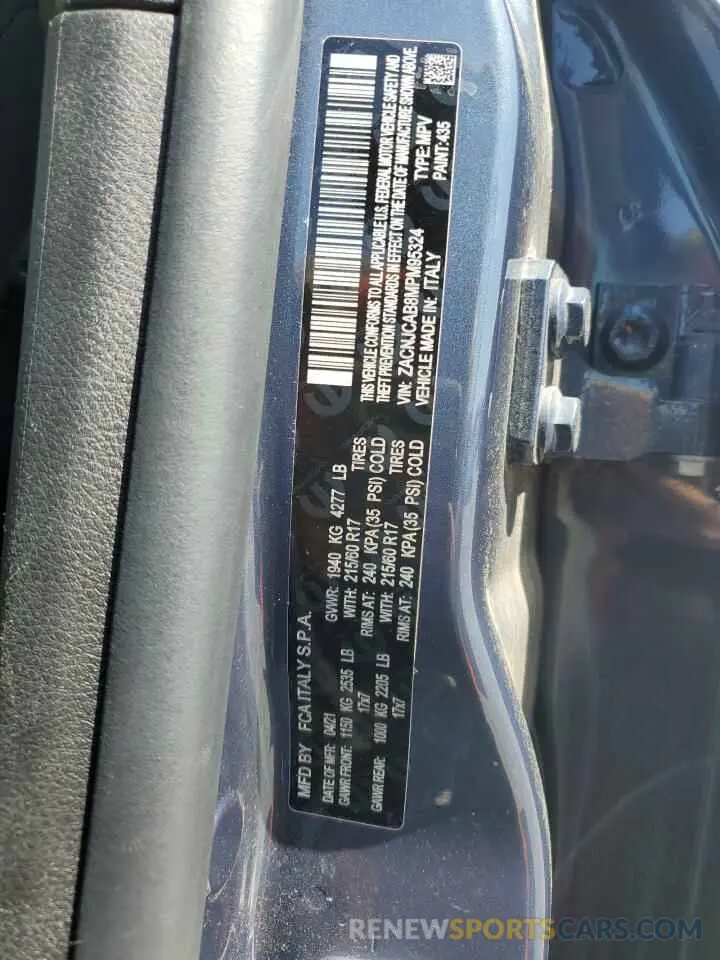 MFD BY FCA ITALY S.P.A.
DATE OF MFR: 04/21 GVWR: 1940 KG 4277 LB
GAWR FRONT: 1150 KG 2535 LB WITH: 215/60 R17 TIRES
17x7 RIMS AT: 240 KPA(35 PSI) COLD
GAWR REAR: 1000 KG 2205 LB WITH: 215/60 R17 TIRES
17x7 RIMS AT: 240 KPA(35 PSI) COLD
THIS VEHICLE CONFORMS TO ALL APPLICABLE U.S. FEDERAL MOTOR VEHICLE SAFETY AND
THEFT PREVENTION STANDARDS IN EFFECT ON THE DATE OF MANUFACTURE SHOWN ABOVE.
VIN: ZACNJCAB8MPM95324 TYPE: MPV
VEHICLE MADE IN: ITALY PAINT: 435
RENEWSPORTSCARS.COM